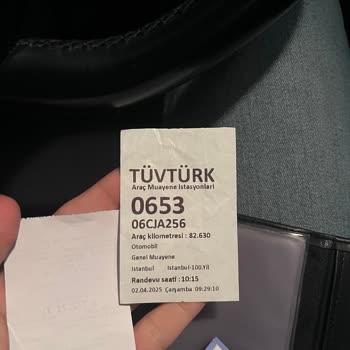 TÜVTÜRK
Araç Muayene İstasyonları
0653
06CJA256
Araç kilometresi : 82.630
Otomobil
Genel Muayene
İstanbul İstanbul-100.Yıl
Randevu saati : 10:15
02.04.2025 Çarşamba 09:29:10